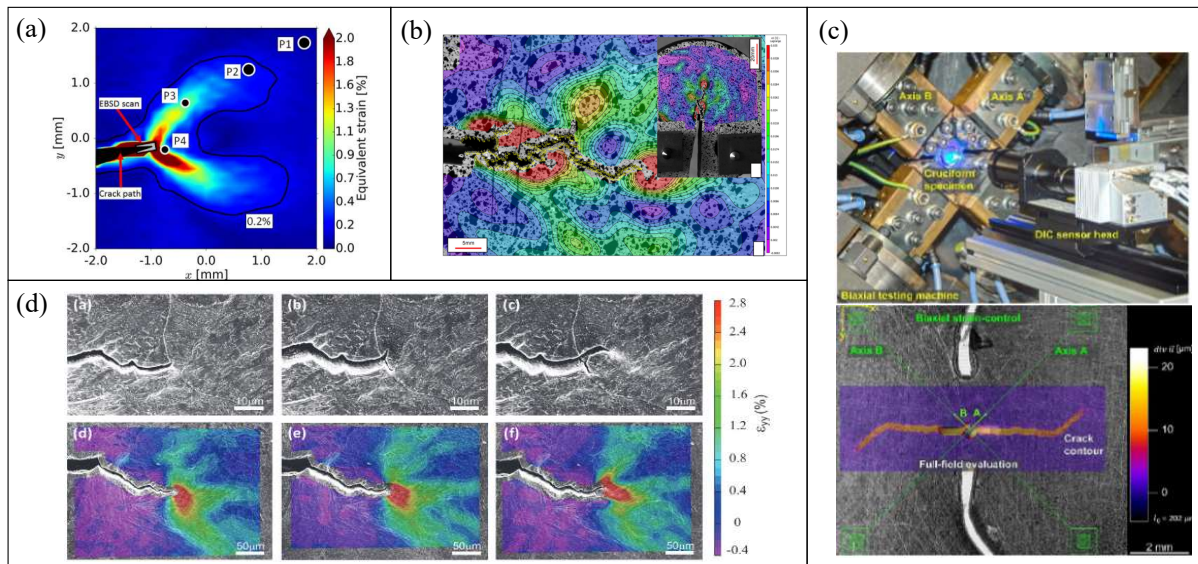 (a)
2.0
1.0
0.0
-1.0
-2.0
y [mm]
-2.0 -1.0 0.0 1.0 2.0
x [mm]
P1
P2
P3
P4
EBSD scan
Crack path
0.2%
2.0
1.8
1.6
1.4
1.2
1.0
0.8
0.6
0.4
0.2
0.0
Equivalent strain [%]
(b)
5mm
(c)
Axis B
Axis A
Cruciform
specimen
DIC sensor head
Biaxial testing machine
Biaxial strain-control
Axis B
Axis A
B A
Crack
contour
Full-field evaluation
20
10
0
2 mm
(d)
(a)
(b)
(c)
10μm
10μm
10μm
(d)
(e)
(f)
50μm
50μm
50μm
2.8
2.4
2.0
1.6
1.2
0.8
0.4
0
-0.4
εyy (%)